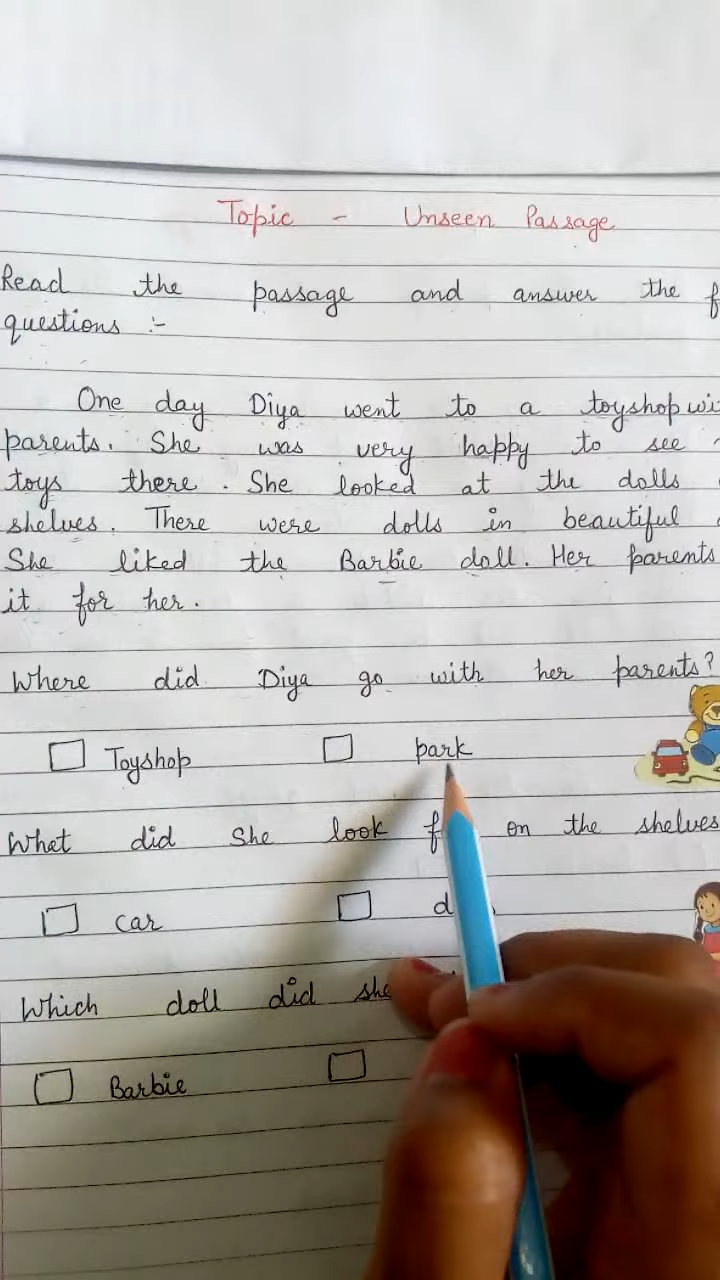 Topic - Unseen Passage
Read the passage and answer the
questions :-
One day Diya went to a toyshop
parents. She was very happy to see
toys there. She looked at the dolls
shelves. There were dolls in beautiful
She liked the Barbie doll. Her parents
it for her.
Where did Diya go with her parents?
Toyshop park
What did She look on the shelves
car
Which doll did she
Barbie